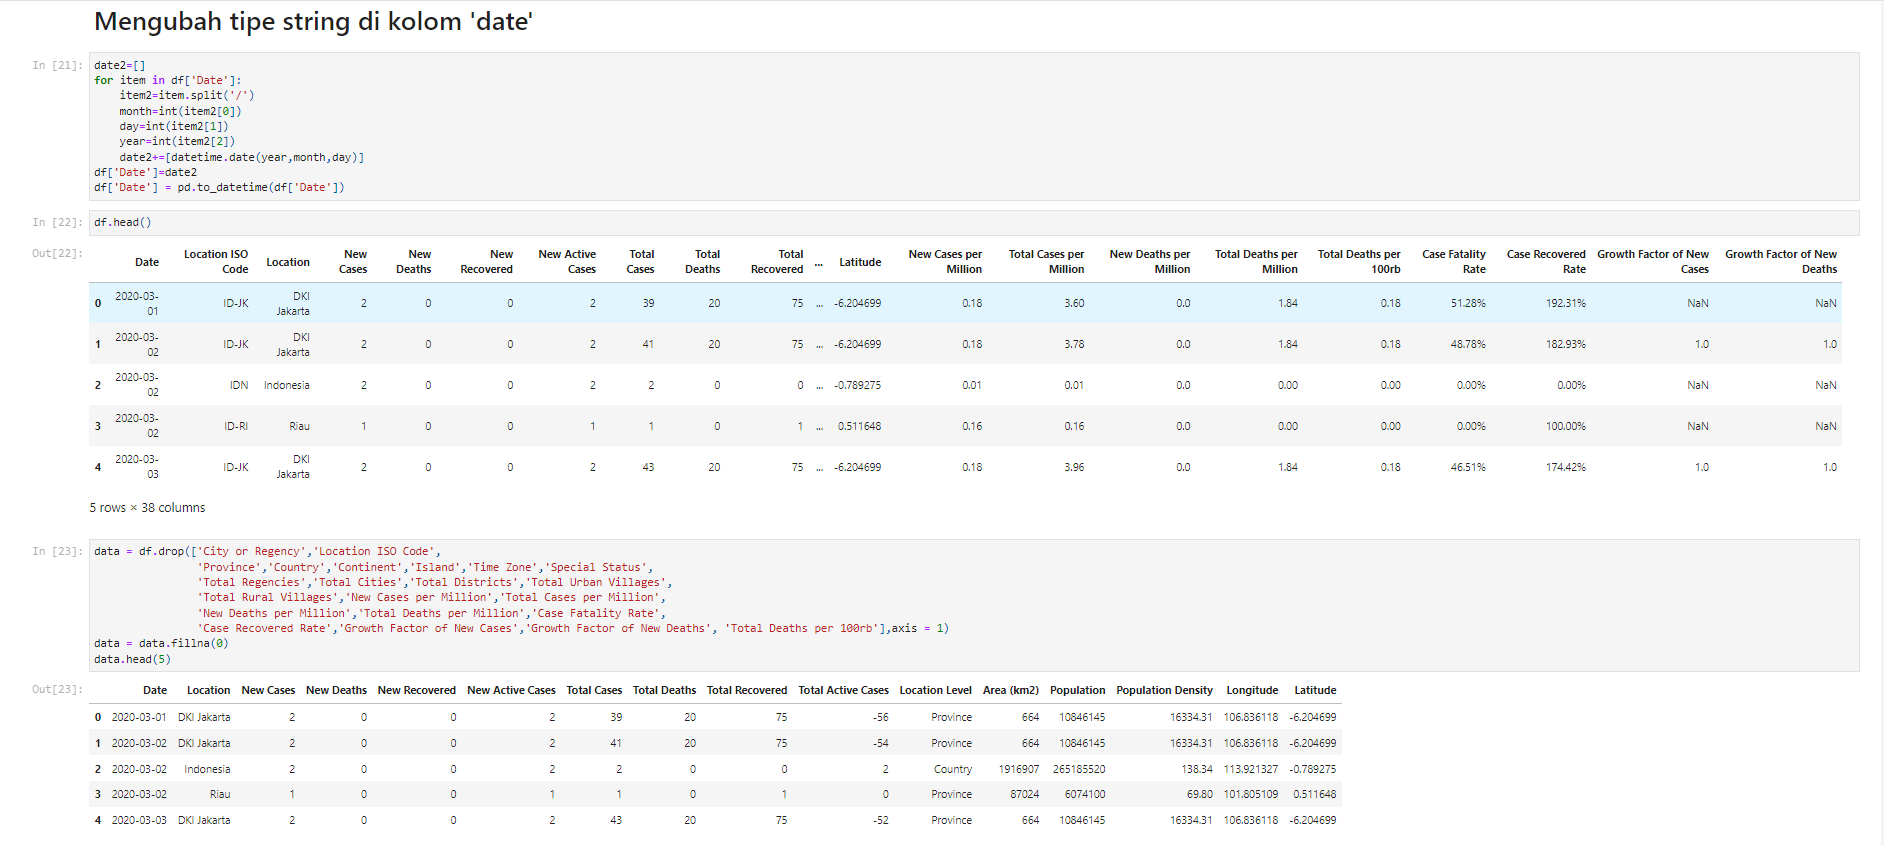 Mengubah tipe string di kolom 'date'
In [21]:
date2=[]
for item in df['Date']:
    item2=item.split('/')
    month=int(item2[0])
    day=int(item2[1])
    year=int(item2[2])
    date2+=[datetime.date(year,month,day)]
df['Date']=date2
df['Date'] = pd.to_datetime(df['Date'])
In [22]:
df.head()
Out[22]:
Date Location ISO Code Location New Cases New Deaths New Recovered New Active Cases Total Cases Total Deaths Total Recovered ... Latitude New Cases per Million Total Cases per Million New Deaths per Million Total Deaths per Million Total Deaths per 100rb Case Fatality Rate Case Recovered Rate Growth Factor of New Cases Growth Factor of New Deaths
0 2020-03-01 ID-JK DKI Jakarta 2 0 0 2 39 20 75 ... -6.204699 0.18 3.60 0.0 1.84 0.18 51.28% 192.31% NaN NaN
1 2020-03-02 ID-JK DKI Jakarta 2 0 0 2 41 20 75 ... -6.204699 0.18 3.78 0.0 1.84 0.18 48.78% 182.93% 1.0 1.0
2 2020-03-02 IDN Indonesia 2 0 0 2 2 0 0 ... -0.789275 0.01 0.01 0.0 0.00 0.00 0.00% 0.00% NaN NaN
3 2020-03-02 ID-RI Riau 1 0 0 1 1 0 1 ... 0.511648 0.16 0.16 0.0 0.00 0.00 0.00% 100.00% NaN NaN
4 2020-03-03 ID-JK DKI Jakarta 2 0 0 2 43 20 75 ... -6.204699 0.18 3.96 0.0 1.84 0.18 46.51% 174.42% 1.0 1.0
5 rows × 38 columns
In [23]:
data = df.drop(['City or Regency','Location ISO Code',
                'Province','Country','Continent','Island','Time Zone','Special Status',
                'Total Regencies','Total Cities','Total Districts','Total Urban Villages',
                'Total Rural Villages','New Cases per Million','Total Cases per Million',
                'New Deaths per Million','Total Deaths per Million','Case Fatality Rate',
                'Case Recovered Rate','Growth Factor of New Cases','Growth Factor of New Deaths', 'Total Deaths per 100rb'],axis = 1)
data = data.fillna(0)
data.head(5)
Out[23]:
Date Location New Cases New Deaths New Recovered New Active Cases Total Cases Total Deaths Total Recovered Total Active Cases Location Level Area (km2) Population Population Density Longitude Latitude
0 2020-03-01 DKI Jakarta 2 0 0 2 39 20 75 -56 Province 664 10846145 16334.31 106.836118 -6.204699
1 2020-03-02 DKI Jakarta 2 0 0 2 41 20 75 -54 Province 664 10846145 16334.31 106.836118 -6.204699
2 2020-03-02 Indonesia 2 0 0 2 2 0 0 2 Country 1916907 265185520 138.34 113.921327 -0.789275
3 2020-03-02 Riau 1 0 0 1 1 0 1 0 Province 87024 6074100 69.80 101.805109 0.511648
4 2020-03-03 DKI Jakarta 2 0 0 2 43 20 75 -52 Province 664 10846145 16334.31 106.836118 -6.204699